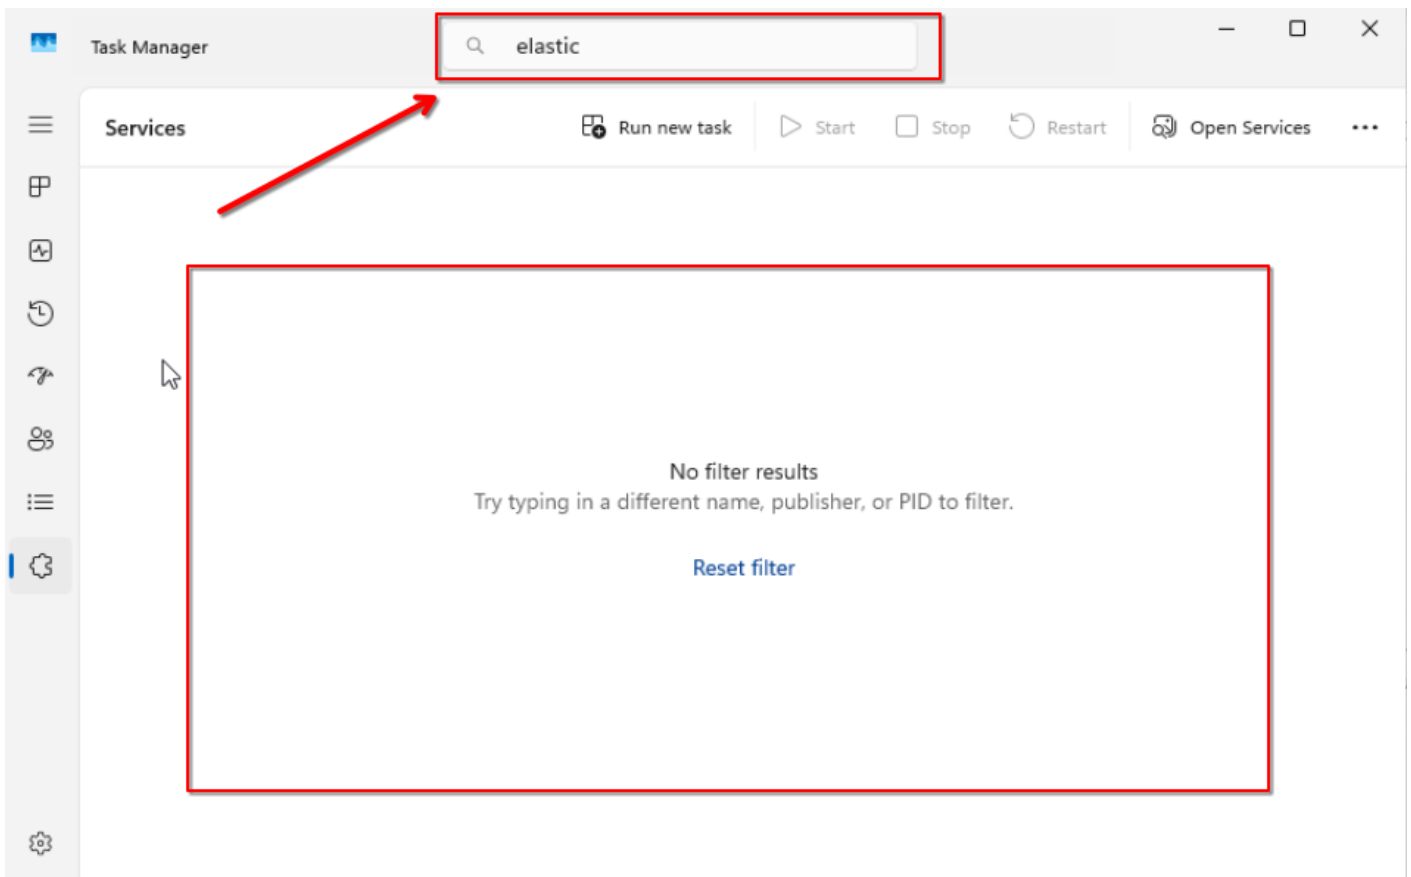 Task Manager
elastic
Services
Run new task
Start
Stop
Restart
Open Services
No filter results
Try typing in a different name, publisher, or PID to filter.
Reset filter